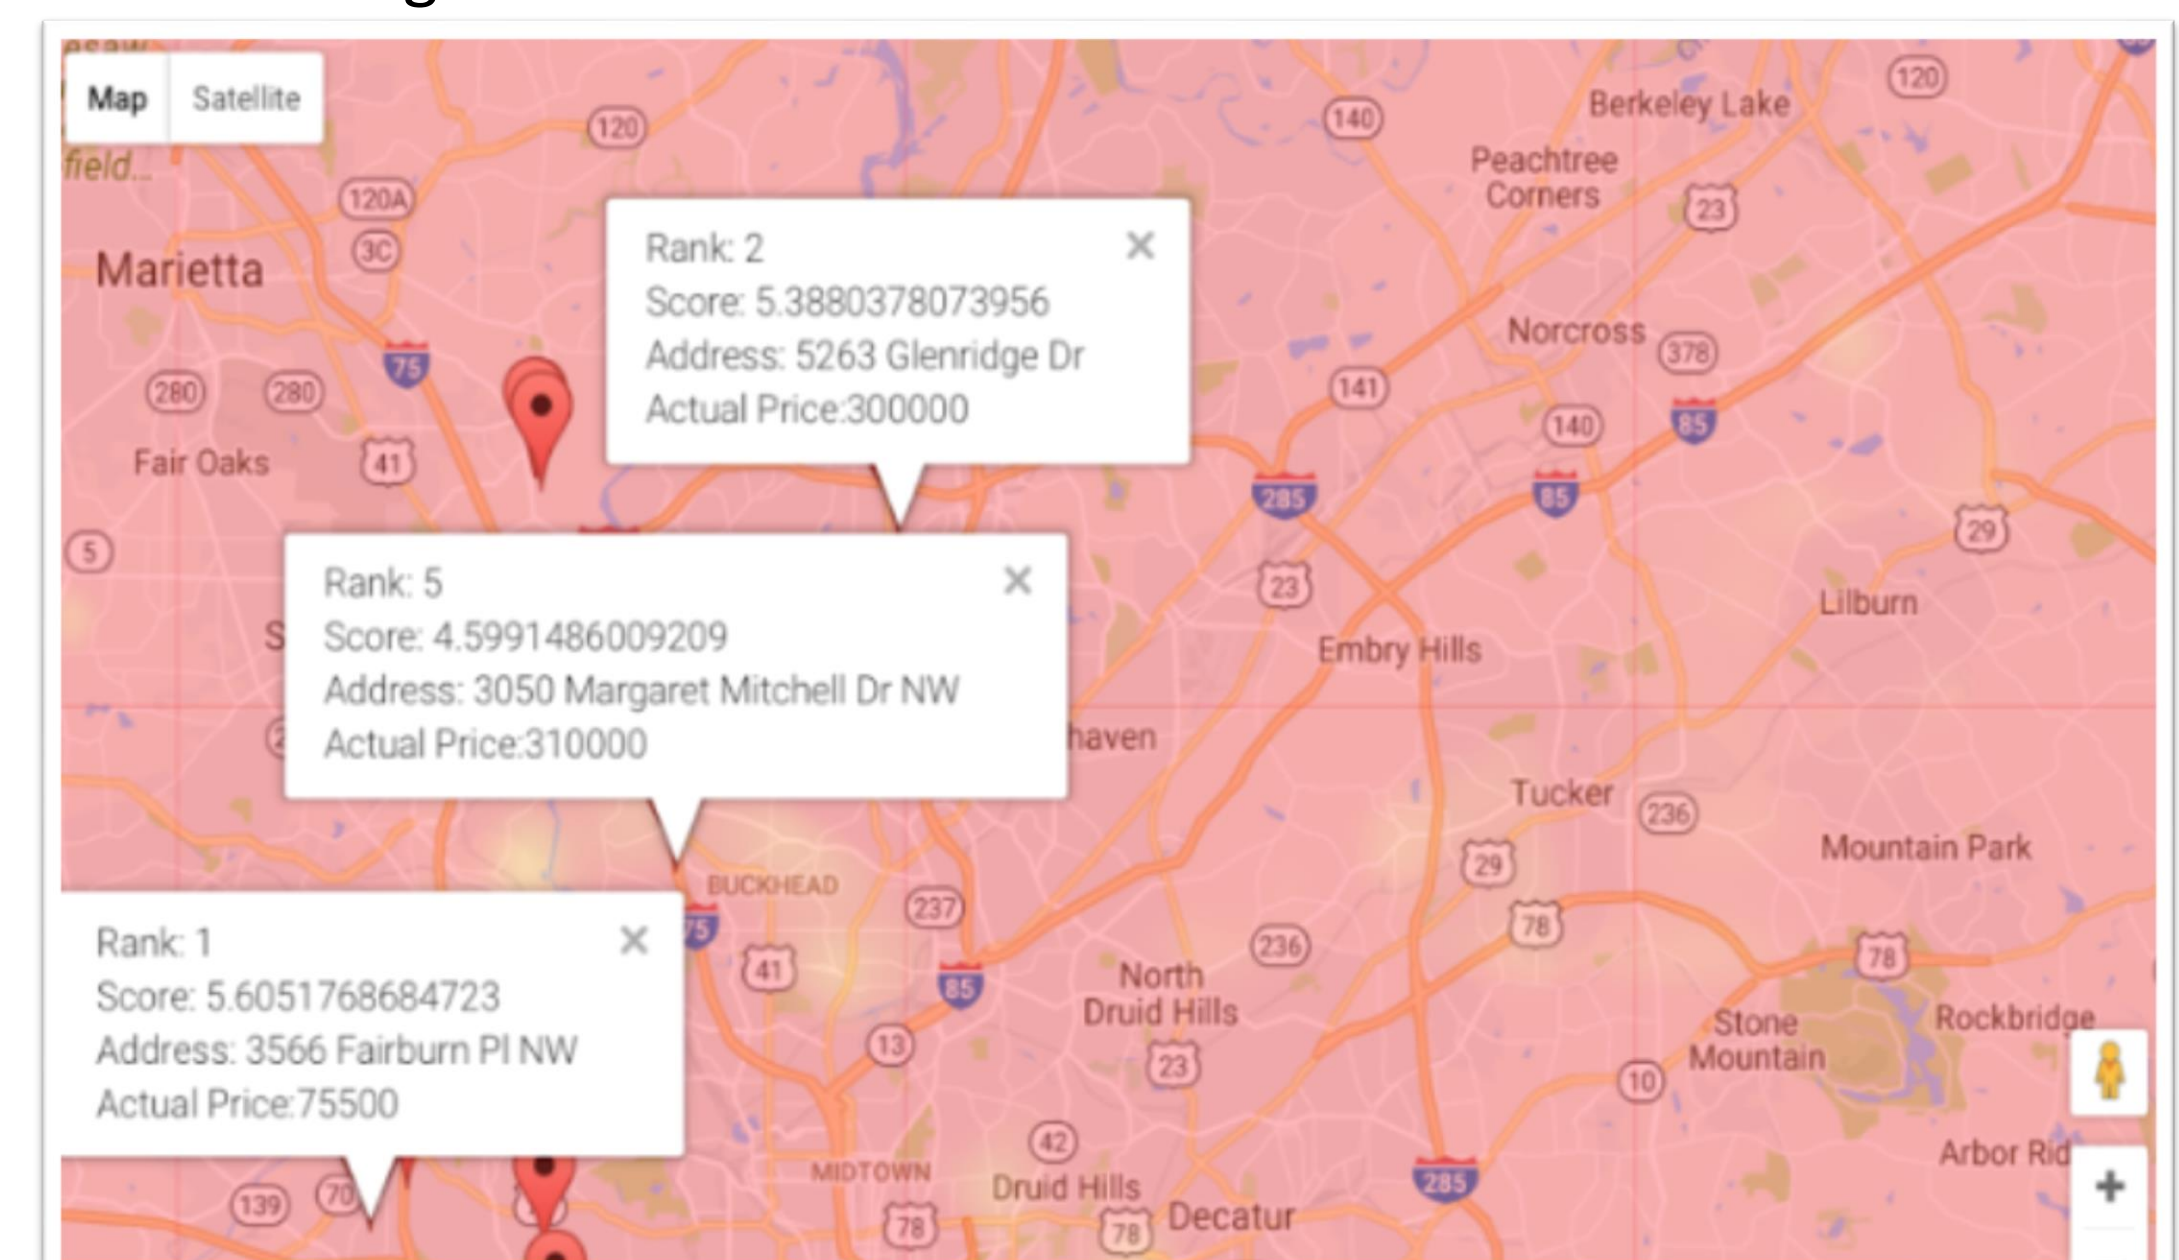 esaw
Map
Satellite
field...
120
140
120
Berkeley Lake
Peachtree
Corners
23
120A
3C
Marietta
Rank: 2
Score: 5.3880378073956
Address: 5263 Glenridge Dr
Actual Price:300000
75
Norcross
378
280
280
141
140
85
Fair Oaks
41
285
85
29
5
23
Rank: 5
Score: 4.5991486009209
Address: 3050 Margaret Mitchell Dr NW
Actual Price:310000
S
Lilburn
Embry Hills
haven
Tucker
236
Mountain Park
29
BUCKHEAD
237
75
78
Rank: 1
Score: 5.6051768684723
Address: 3566 Fairburn Pl NW
Actual Price:75500
41
236
78
85
North
Druid Hills
Stone
Mountain
Rockbridge
13
23
10
42
Arbor Rid
MIDTOWN
Druid Hills
285
139
70
78
78
Decatur